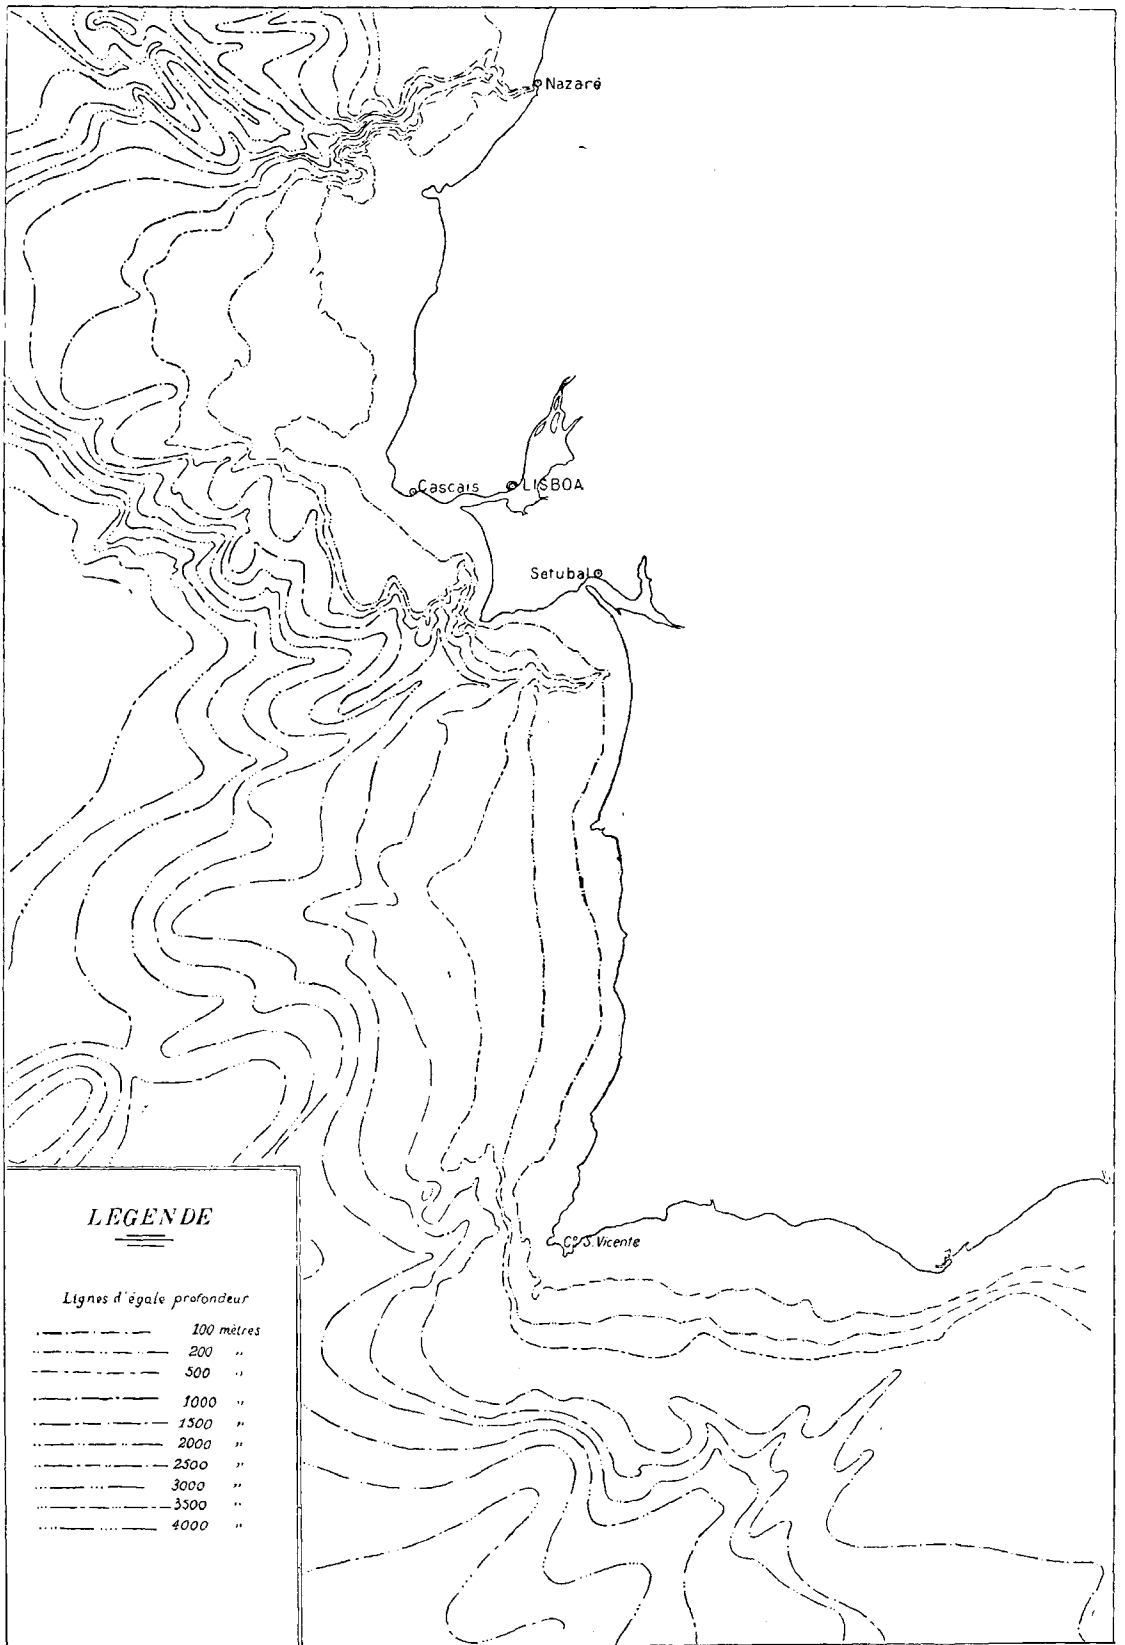 Nazaré
Cascais
LISBOA
Setubal
Cº S. Vicente
LEGENDE
Lignes d'égale profondeur
100 mètres
200 "
500 "
1000 "
1500 "
2000 "
2500 "
3000 "
3500 "
4000 "